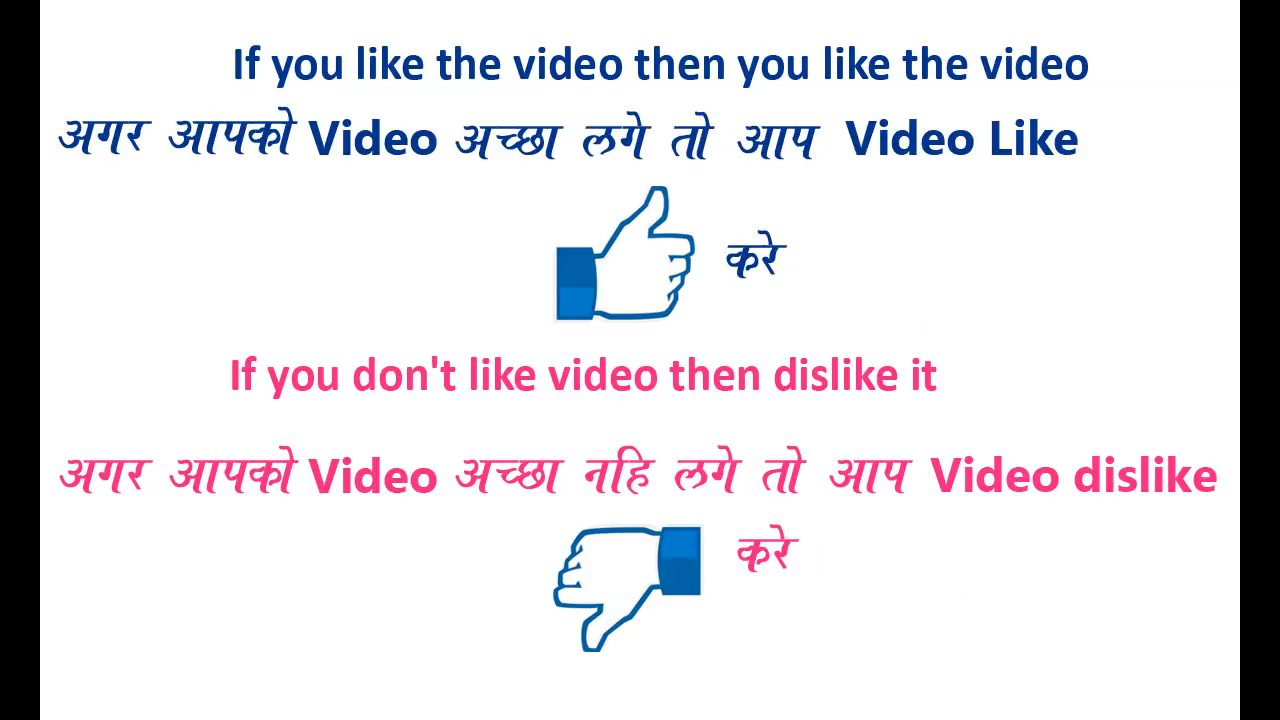 If you like the video then you like the video
अगर आपको Video अच्छा लगे तो आप Video Like
करे
If you don't like video then dislike it
अगर आपको Video अच्छा नहि लगे तो आप Video dislike
करे